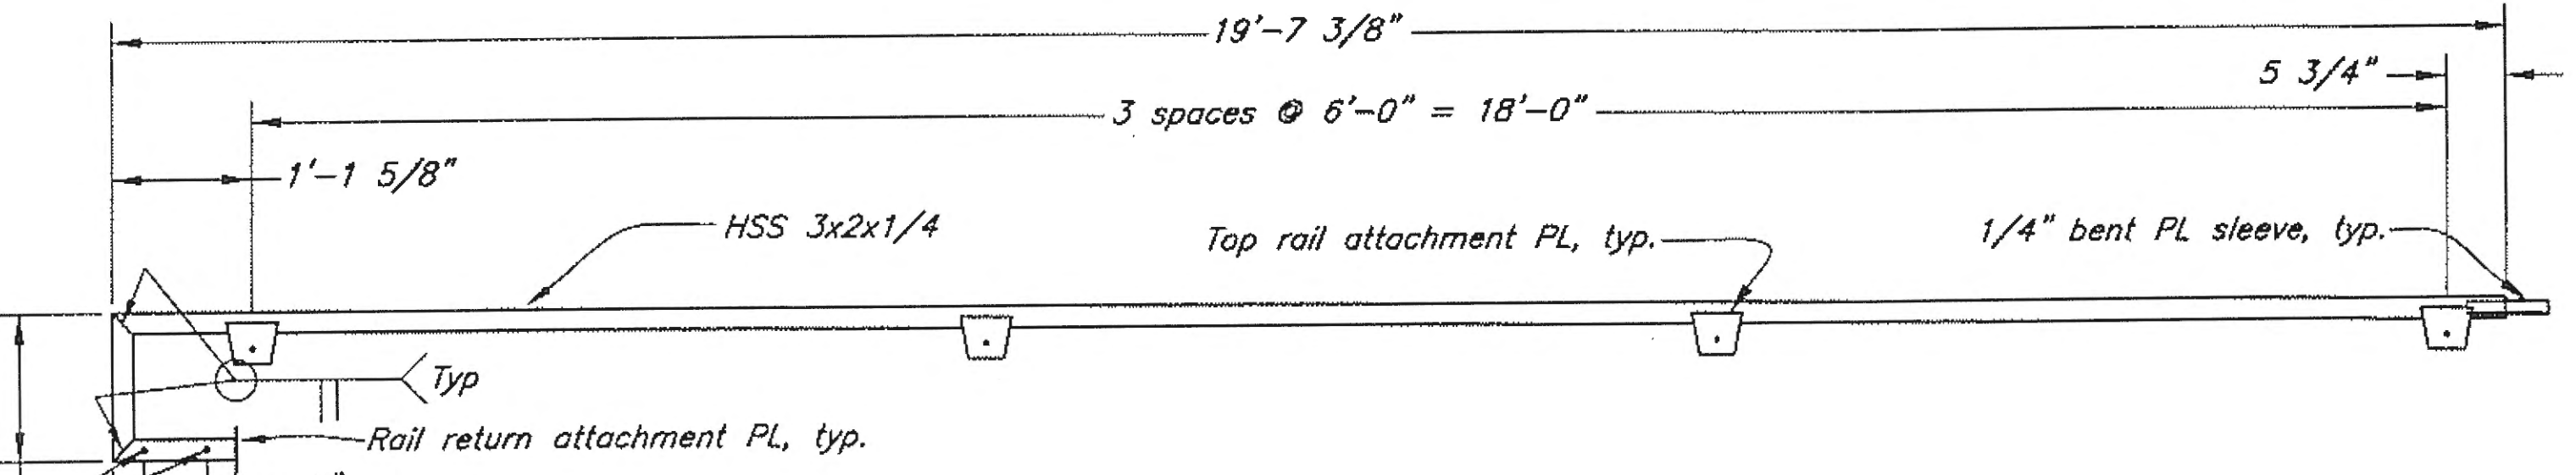 19'-7 3/8"
5 3/4"
3 spaces @ 6'-0" = 18'-0"
1'-1 5/8"
HSS 3x2x1/4
Top rail attachment PL, typ.
1/4" bent PL sleeve, typ.
Typ
Rail return attachment PL, typ.